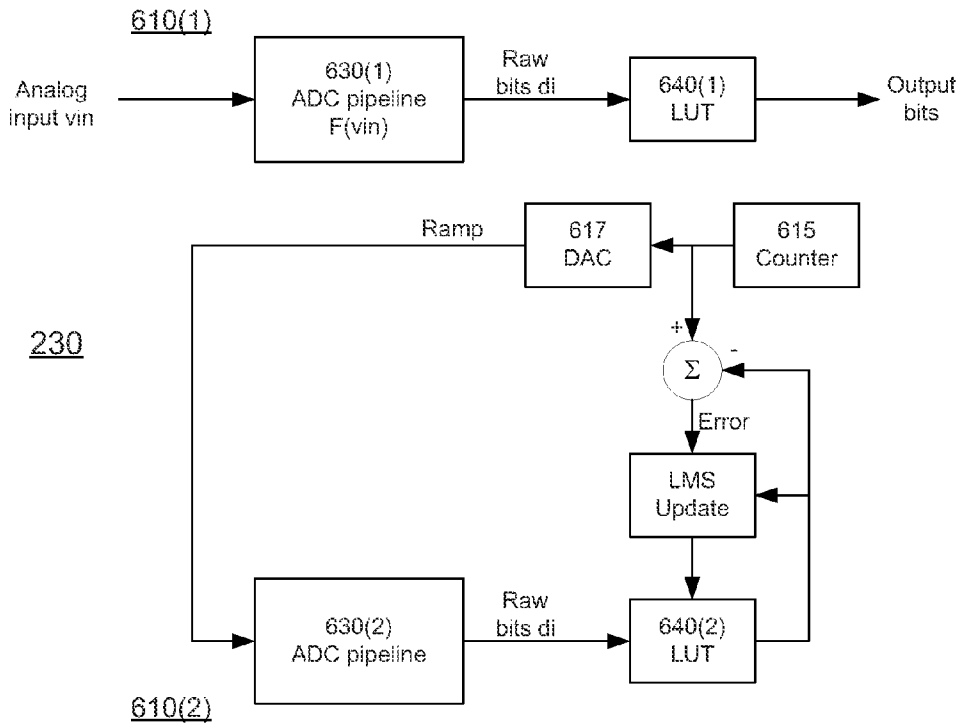 610(1)
Analog
input vin
630(1)
ADC pipeline
F(vin)
Raw
bits di
640(1)
LUT
Output
bits
Ramp
617
DAC
615
Counter
230
+
-
Σ
Error
LMS
Update
630(2)
ADC pipeline
Raw
bits di
640(2)
LUT
610(2)